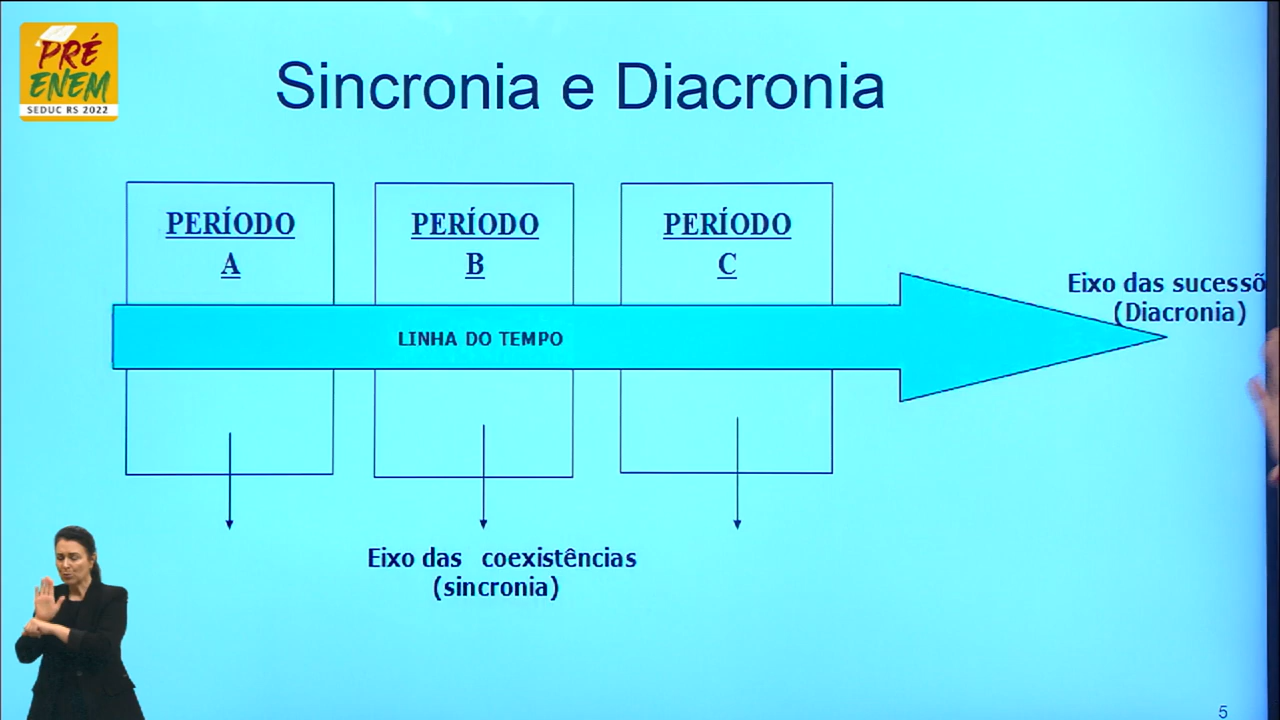 PRÉ
ENEM
SEDUC RS 2022
Sincronia e Diacronia
PERÍODO
A
PERÍODO
B
PERÍODO
C
LINHA DO TEMPO
Eixo das sucessõ
(Diacronia)
Eixo das coexistências
(sincronia)
5